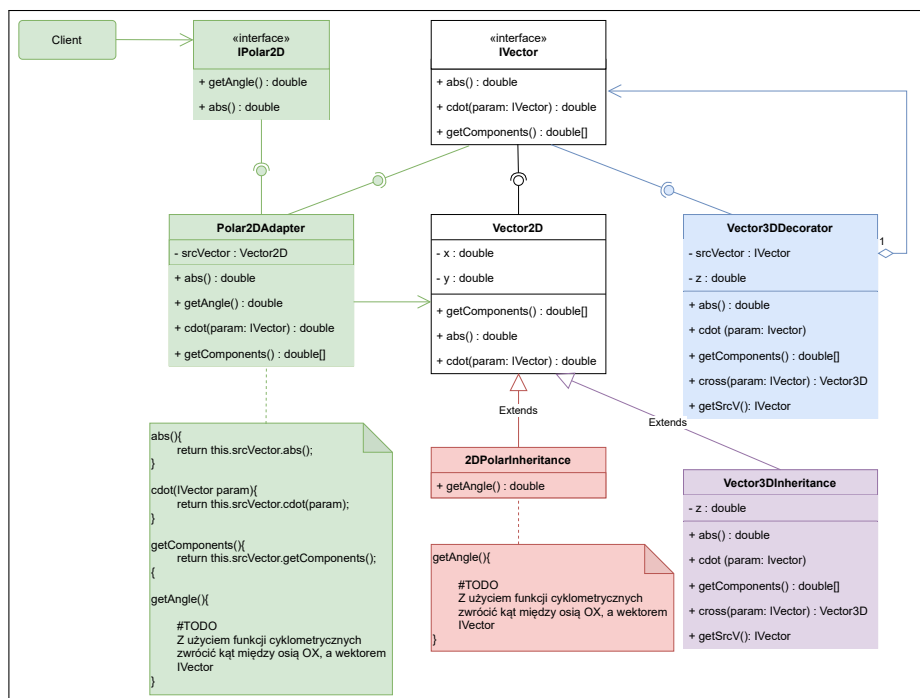 Client
«interface»
IPolar2D
+ getAngle() : double
+ abs() : double
«interface»
IVector
+ abs() : double
+ cdot(param: IVector) : double
+ getComponents() : double[]
Polar2DAdapter
- srcVector : Vector2D
+ abs() : double
+ getAngle() : double
+ cdot(param: IVector) : double
+ getComponents() : double[]
Vector2D
- x : double
- y : double
+ getComponents() : double[]
+ abs() : double
+ cdot(param: IVector) : double
Vector3DDecorator
- srcVector : IVector
- z : double
+ abs() : double
+ cdot (param: Ivector)
+ getComponents() : double[]
+ cross(param: IVector) : Vector3D
+ getSrcV(): IVector
1
Extends
Extends
abs(){
return this.srcVector.abs();
}
cdot(IVector param){
return this.srcVector.cdot(param);
}
getComponents(){
return this.srcVector.getComponents();
{
getAngle(){
#TODO
Z użyciem funkcji cyklometrycznych
zwrócić kąt między osią OX, a wektorem
IVector
}
2DPolarInheritance
+ getAngle() : double
getAngle(){
#TODO
Z użyciem funkcji cyklometrycznych
zwrócić kąt między osią OX, a wektorem
IVector
}
Vector3DInheritance
- z : double
+ abs() : double
+ cdot (param: Ivector)
+ getComponents() : double[]
+ cross(param: IVector) : Vector3D
+ getSrcV(): IVector